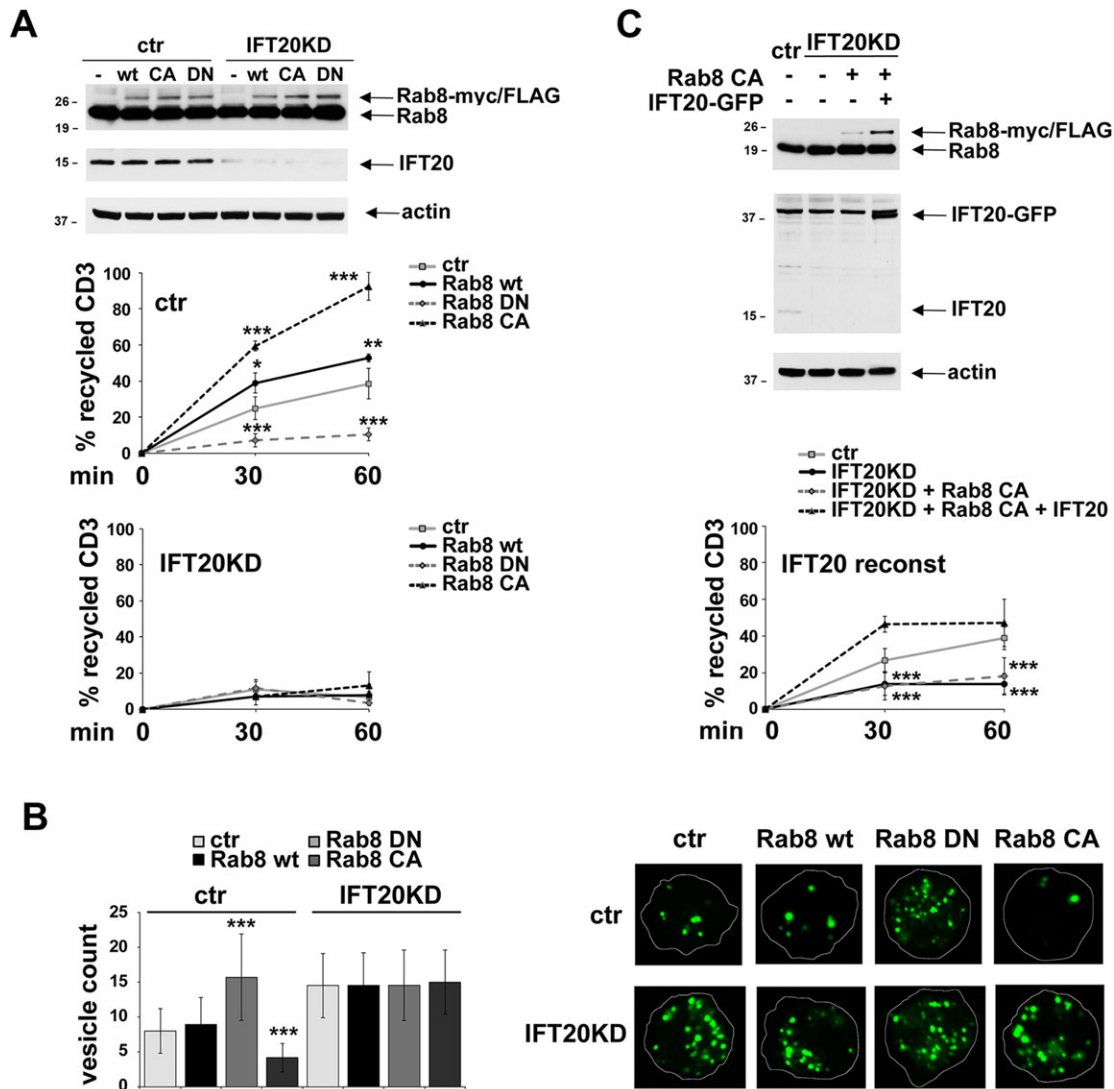 A
ctr IFT20KD
- wt CA DN - wt CA DN
26 –
19 –
Rab8-myc/FLAG
Rab8
15 –
IFT20
37 –
actin
% recycled CD3
100
80
60
40
20
0
ctr
ctr
Rab8 wt
Rab8 DN
Rab8 CA
***
***
*
**
***
***
min 0 30 60
% recycled CD3
100
80
60
40
20
0
IFT20KD
ctr
Rab8 wt
Rab8 DN
Rab8 CA
min 0 30 60
C
ctr IFT20KD
Rab8 CA - - + +
IFT20-GFP - - - +
26 –
19 –
Rab8-myc/FLAG
Rab8
37 –
IFT20-GFP
15 –
IFT20
37 –
actin
ctr
IFT20KD
IFT20KD + Rab8 CA
IFT20KD + Rab8 CA + IFT20
% recycled CD3
100
80
60
40
20
0
IFT20 reconst
***
***
***
***
min 0 30 60
B
ctr Rab8 DN
Rab8 wt Rab8 CA
ctr IFT20KD
vesicle count
25
20
15
10
5
0
***
***
ctr Rab8 wt Rab8 DN Rab8 CA
ctr
IFT20KD